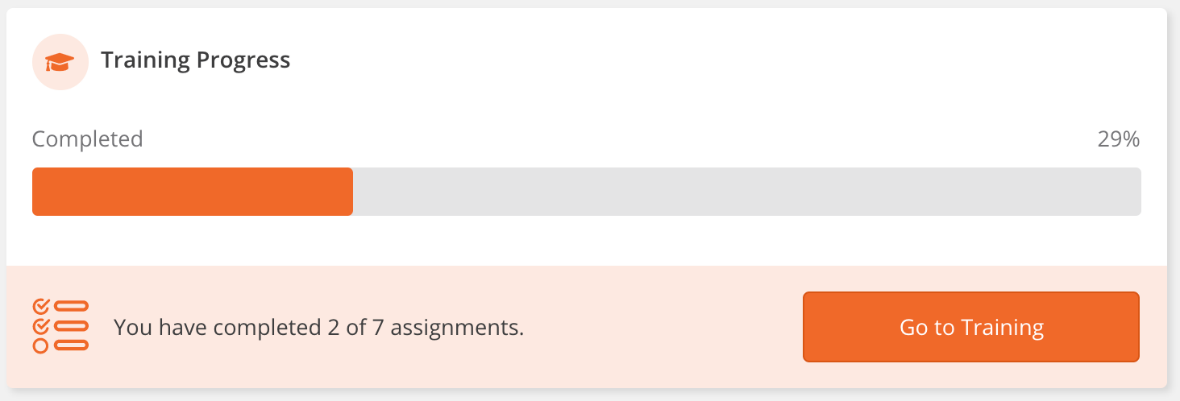 Training Progress
Completed 29%
You have completed 2 of 7 assignments.
Go to Training